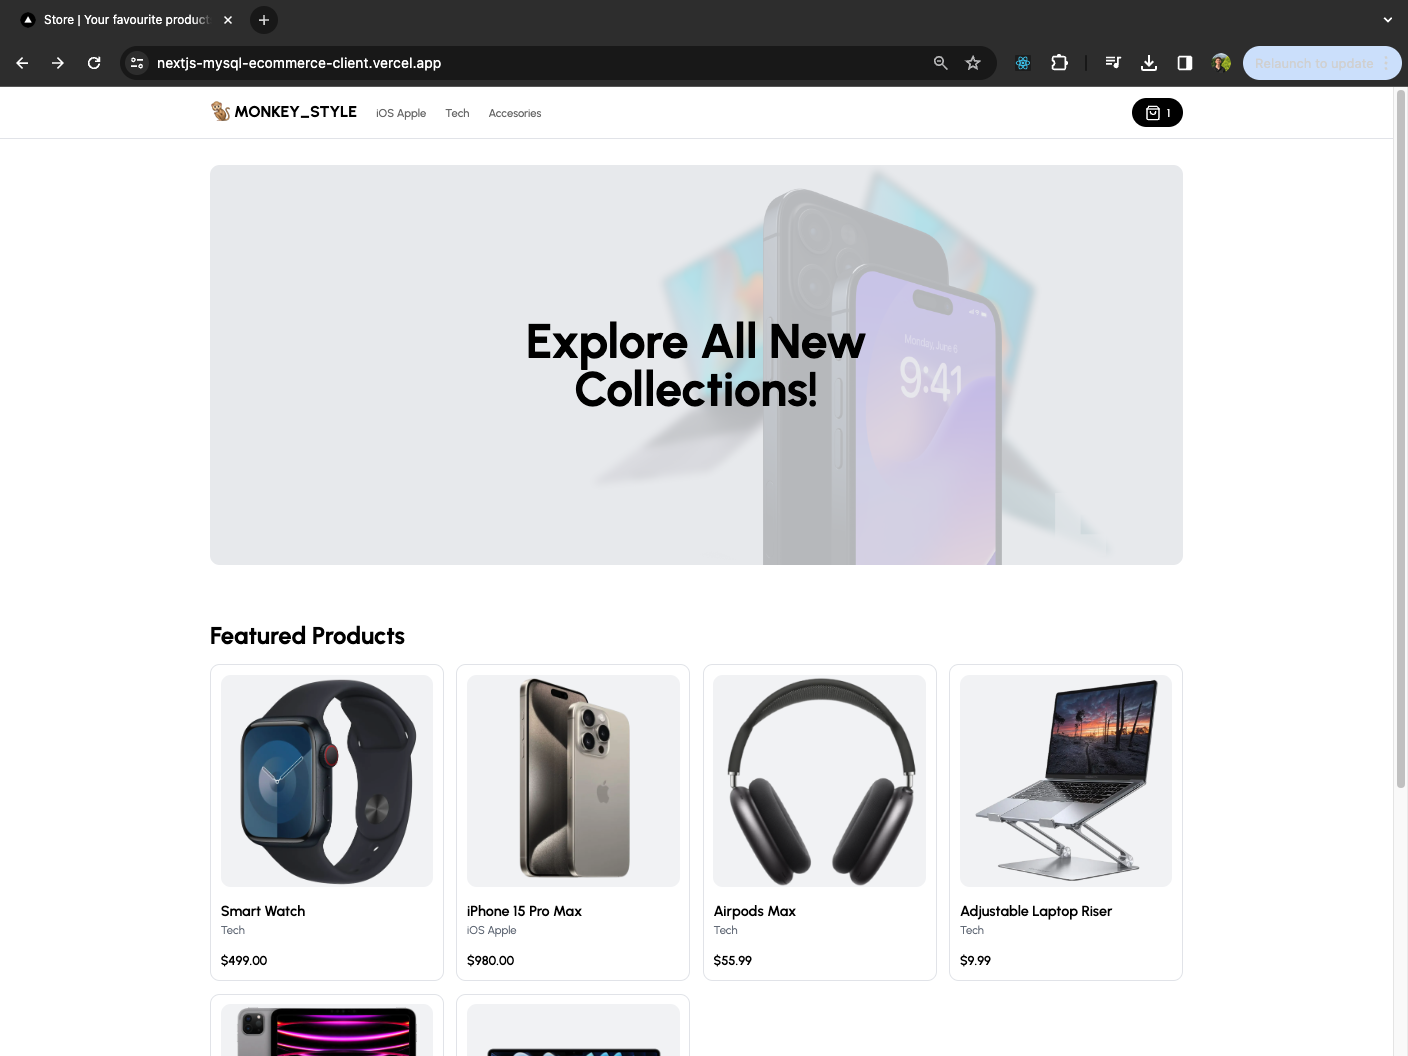 Store | Your favourite product
nextjs-mysql-ecommerce-client.vercel.app
Relaunch to update
MONKEY_STYLE
iOS Apple
Tech
Accesories
1
Monday, June 6
9:41
Explore All New
Collections!
Featured Products
Smart Watch
Tech
$499.00
iPhone 15 Pro Max
iOS Apple
$980.00
Airpods Max
Tech
$55.99
Adjustable Laptop Riser
Tech
$9.99